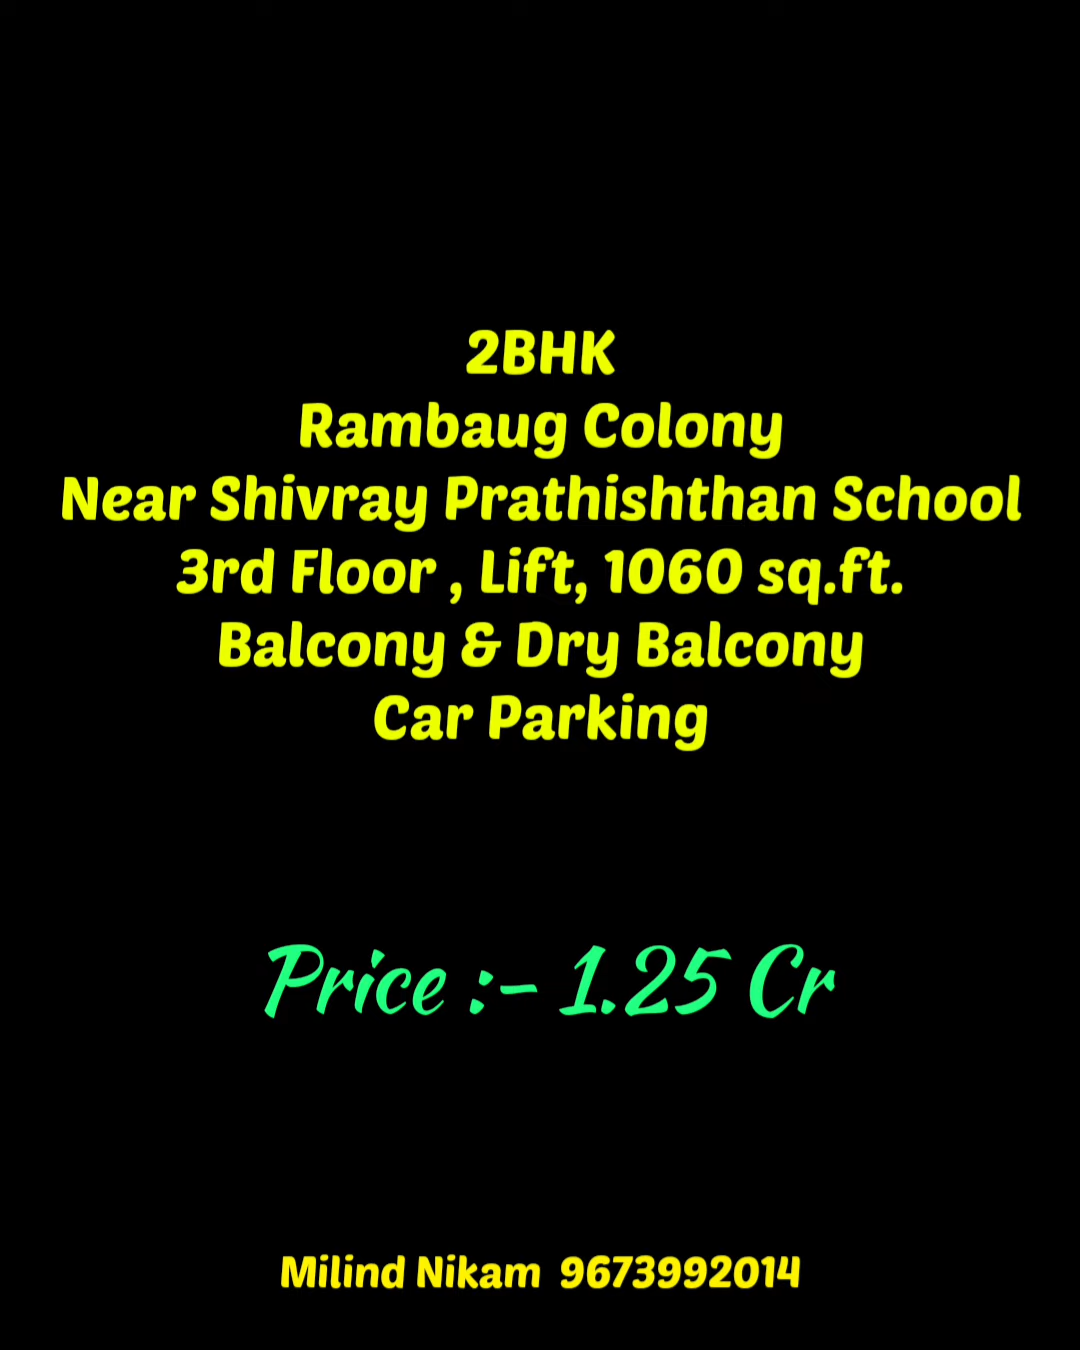 2BHK
Rambaug Colony
Near Shivray Prathishthan School
3rd Floor , Lift, 1060 sq.ft.
Balcony & Dry Balcony
Car Parking
Price :- 1.25 Cr
Milind Nikam 9673992014